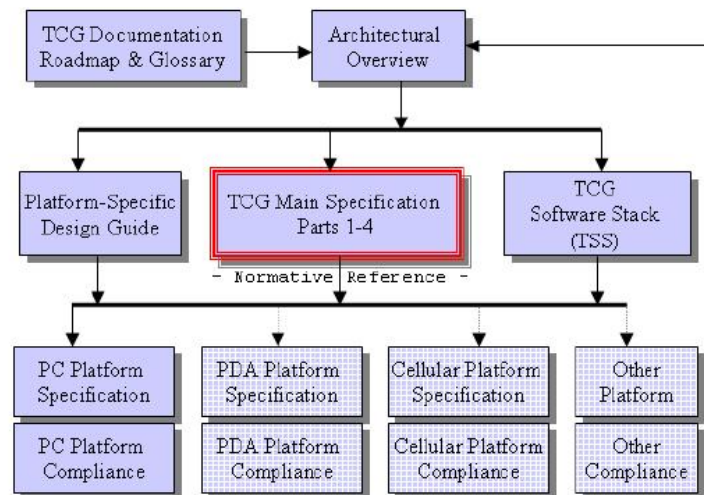 TCG Documentation
Roadmap & Glossary
Architectural
Overview
Platform-Specific
Design Guide
TCG Main Specification
Parts 1-4
TCG
Software Stack
(TSS)
- Normative Reference -
PC Platform
Specification
PDA Platform
Specification
Cellular Platform
Specification
Other
Platform
PC Platform
Compliance
PDA Platform
Compliance
Cellular Platform
Compliance
Other
Compliance